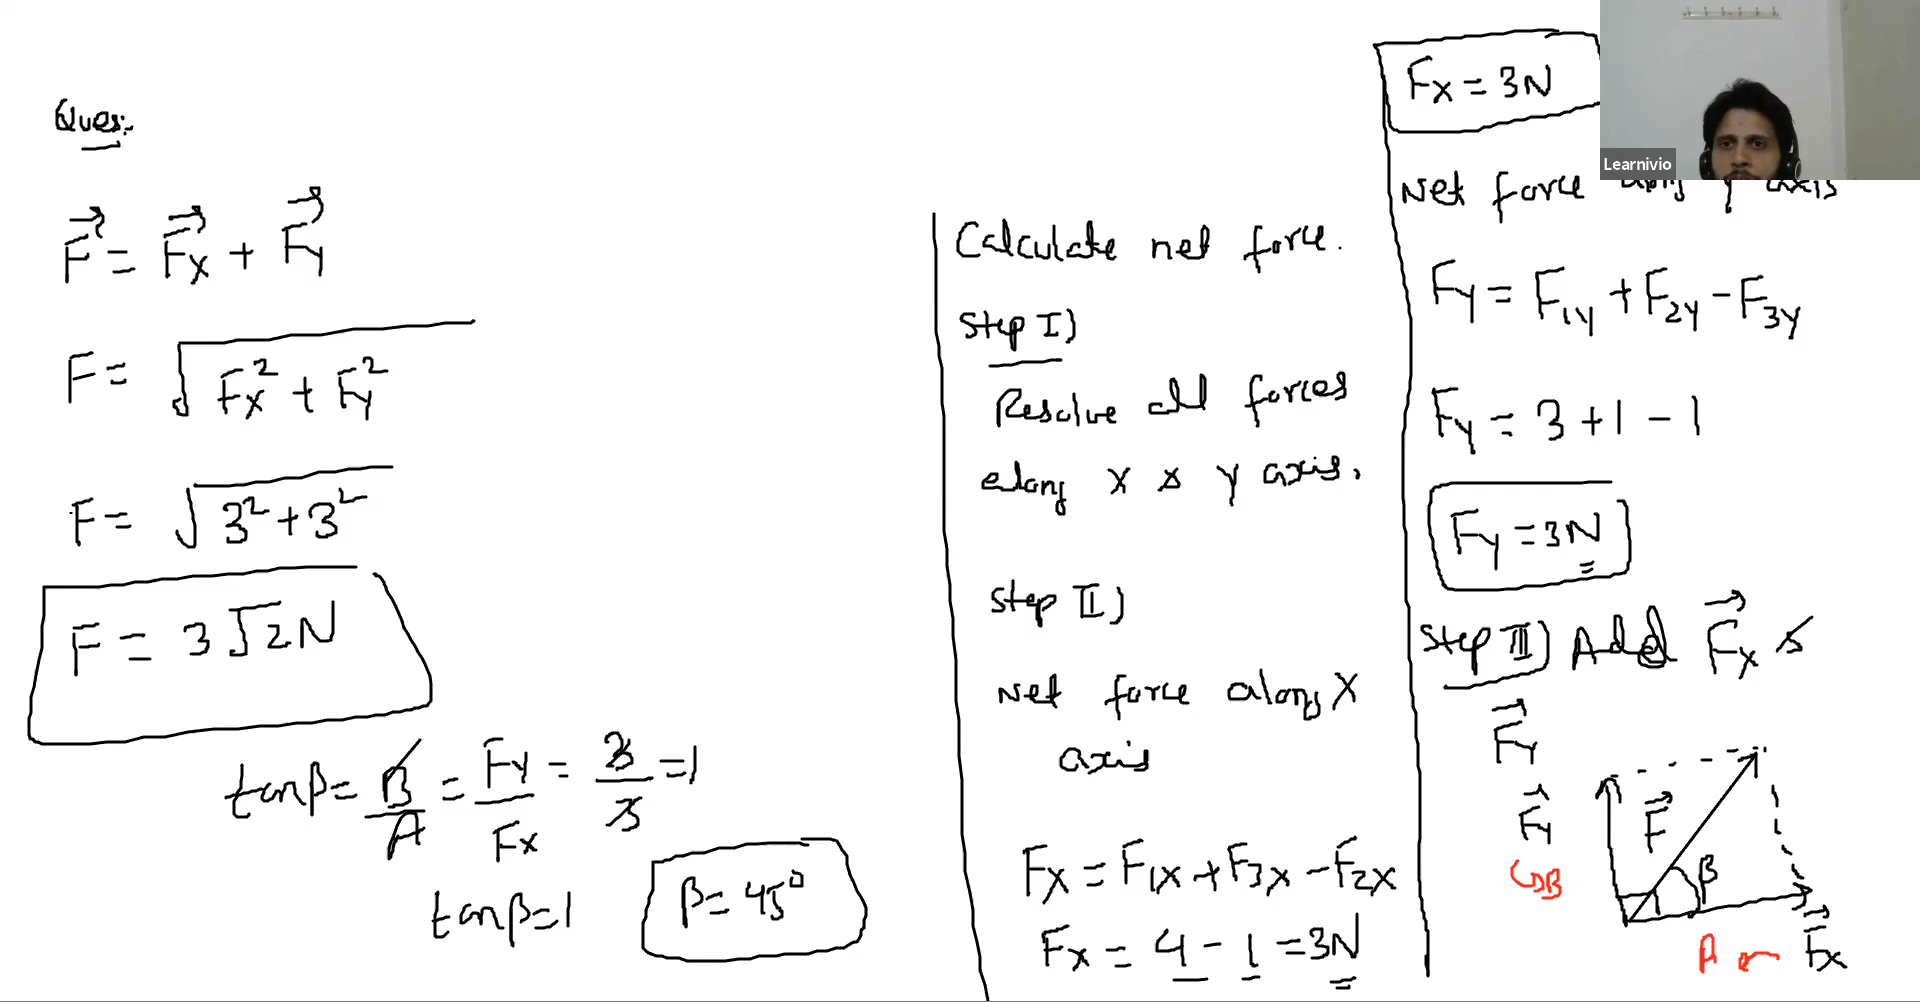 Ques:
F⃗ = F⃗x + F⃗y
F = √Fx² + Fy²
F = √3² + 3²
F = 3√2 N
tanβ = B/A = Fy/Fx = 3/3 = 1
tanβ = 1
β = 45°
Calculate net force.
Step I)
Resolve all forces
along X & Y axis.
Step II)
Net force along X
axis
Fx = F1x + F3x - F2x
Fx = 4 - 1 = 3N
Fx = 3N
Net force along Y axis
Fy = F1y + F2y - F3y
Fy = 3 + 1 - 1
Fy = 3N
Step III) Add F⃗x &
F⃗y
F⃗y
F⃗
β
B
A
F⃗x
Learnivio